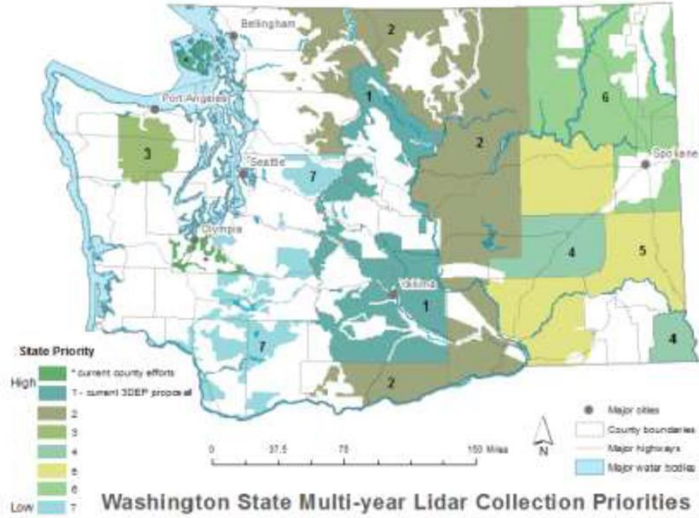 Bellingham
2
1
6
Port Angeles
3
2
Spokane
Seattle
7
Olympia
4
5
Yakima
1
7
4
2
State Priority
High
* current county efforts
1 - current 3DEP proposal
2
3
4
5
6
Low
7
0 37.5 75 150 Miles
N
Major cities
County boundaries
Major highways
Major water bodies
Washington State Multi-year Lidar Collection Priorities